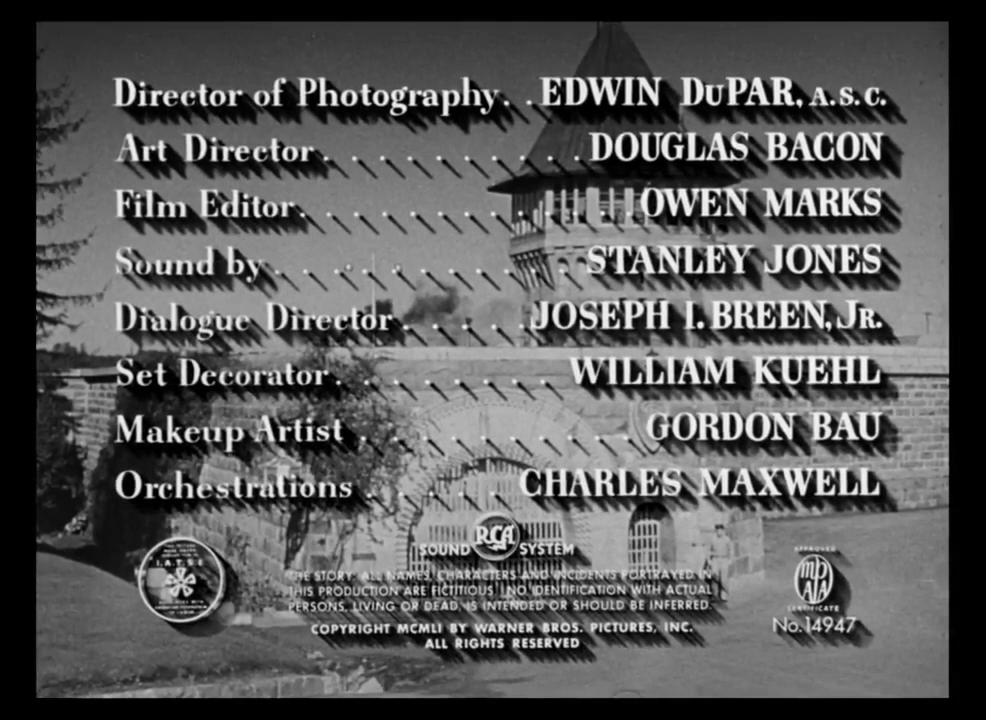 Director of Photography. . EDWIN DuPAR, A.S.C.
Art Director. . . . . . . . . . DOUGLAS BACON
Film Editor. . . . . . . . . . . . . OWEN MARKS
Sound by . . . . . . . . . . . . STANLEY JONES
Dialogue Director . . . . . JOSEPH I. BREEN, JR.
Set Decorator . . . . . . . . WILLIAM KUEHL
Makeup Artist . . . . . . . . . . GORDON BAU
Orchestrations . . . . . CHARLES MAXWELL
RCA
SOUND SYSTEM
I.A.T.S.E
THE STORY, ALL NAMES, CHARACTERS AND INCIDENTS PORTRAYED IN
THIS PRODUCTION ARE FICTITIOUS. NO IDENTIFICATION WITH ACTUAL
PERSONS, LIVING OR DEAD, IS INTENDED OR SHOULD BE INFERRED.
COPYRIGHT MCMLI BY WARNER BROS. PICTURES, INC.
ALL RIGHTS RESERVED
APPROVED
MPAA
CERTIFICATE
No. 14947